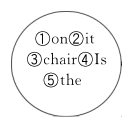 ①on②it
③chair④Is
⑤the